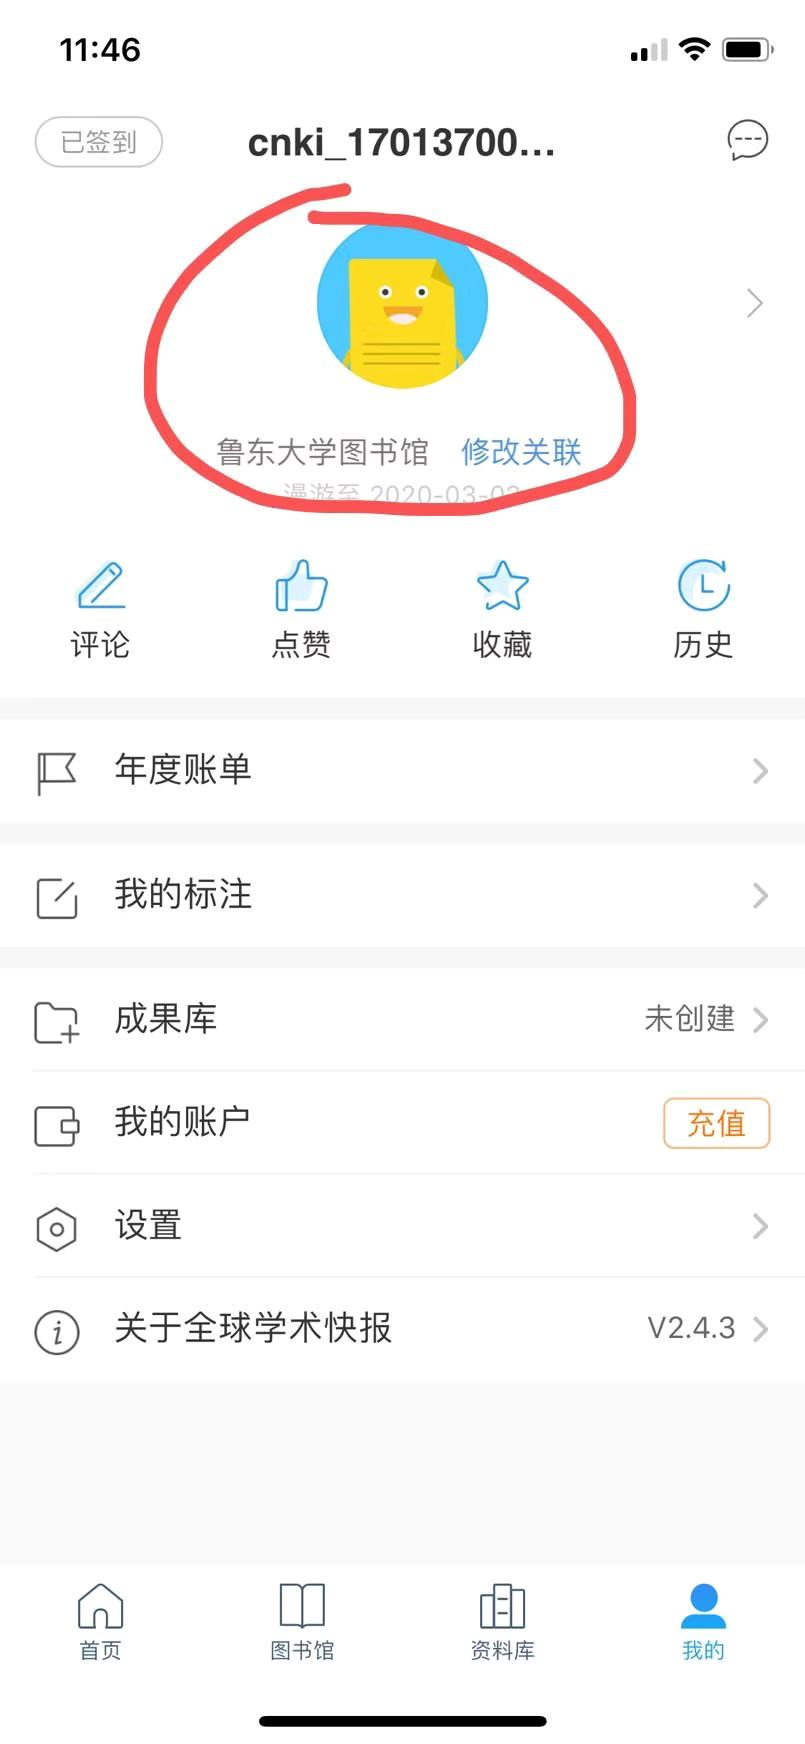 11:46
已签到
cnki_17013700...
鲁东大学图书馆 修改关联
漫游至 2020-03-03
评论 点赞 收藏 历史
年度账单
我的标注
成果库 未创建
我的账户 充值
设置
关于全球学术快报 V2.4.3
首页 图书馆 资料库 我的